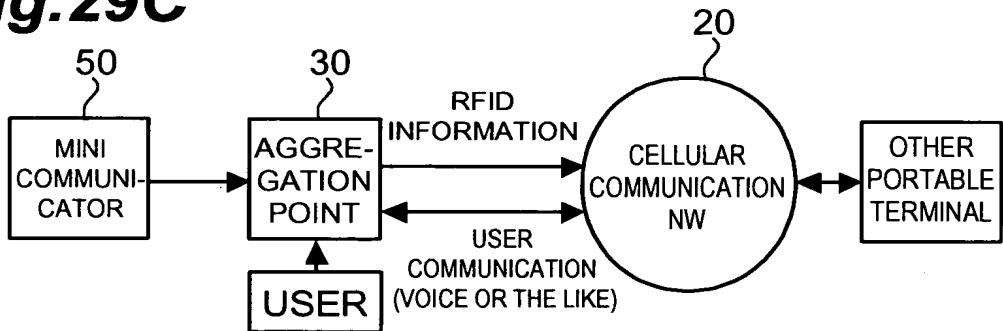 ig.29C
50
30
20
MINI
COMMUNI-
CATOR
AGGRE-
GATION
POINT
RFID
INFORMATION
USER
COMMUNICATION
(VOICE OR THE LIKE)
CELLULAR
COMMUNICATION
NW
OTHER
PORTABLE
TERMINAL
USER